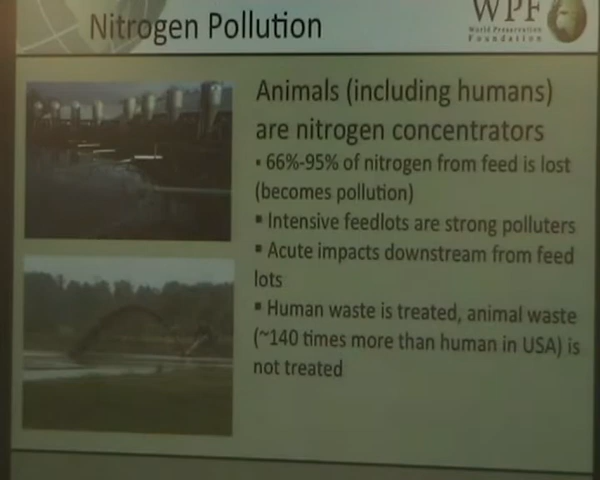 Nitrogen Pollution
WPF
World Preservation
Foundation
Animals (including humans)
are nitrogen concentrators
▪ 66%-95% of nitrogen from feed is lost
(becomes pollution)
▪ Intensive feedlots are strong polluters
▪ Acute impacts downstream from feed
lots
▪ Human waste is treated, animal waste
(~140 times more than human in USA) is
not treated